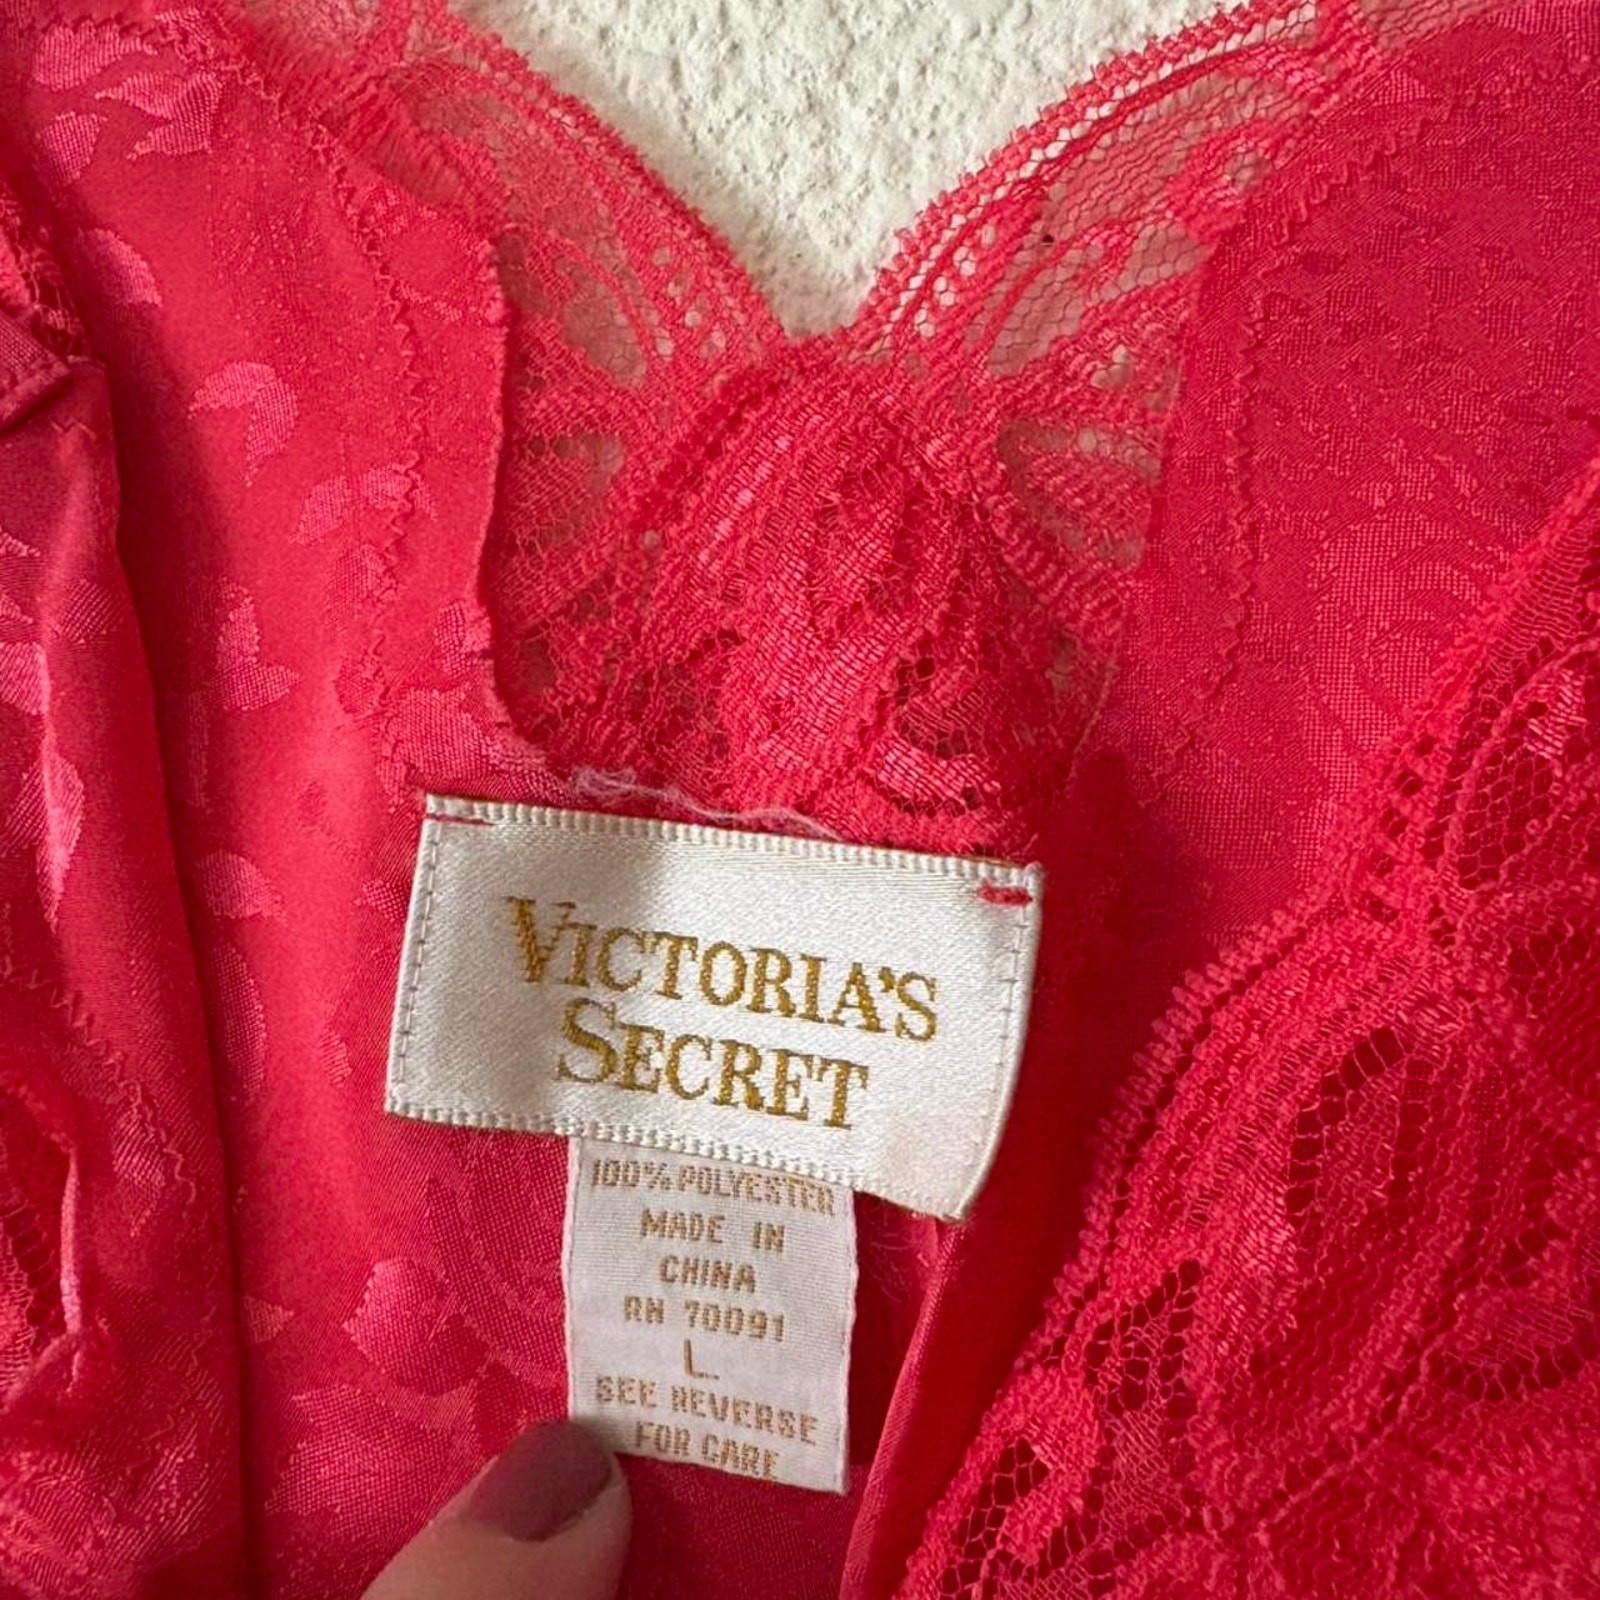 VICTORIA'S
SECRET
100% POLYESTER
MADE IN
CHINA
RN 70091
L
SEE REVERSE
FOR CARE